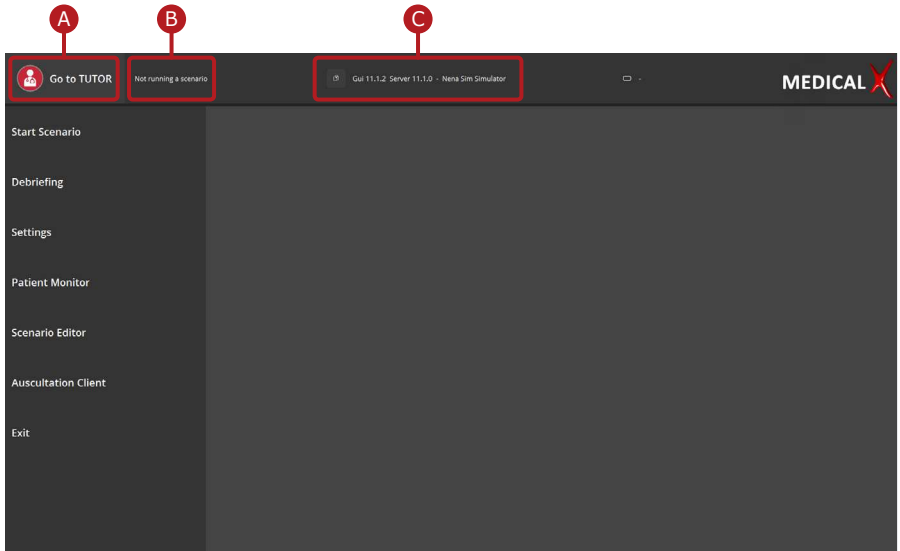 A
B
C
Go to TUTOR
Not running a scenario
Gui 11.1.2 Server 11.1.0 - Nena Sim Simulator
-
MEDICAL X
Start Scenario
Debriefing
Settings
Patient Monitor
Scenario Editor
Auscultation Client
Exit